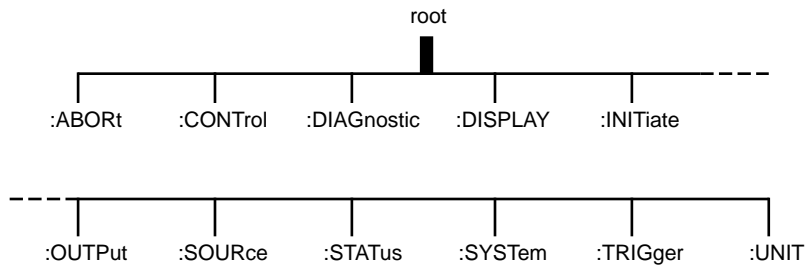 root
:ABORt :CONTrol :DIAGnostic :DISPLAY :INITiate
:OUTPut :SOURce :STATus :SYSTem :TRIGger :UNIT